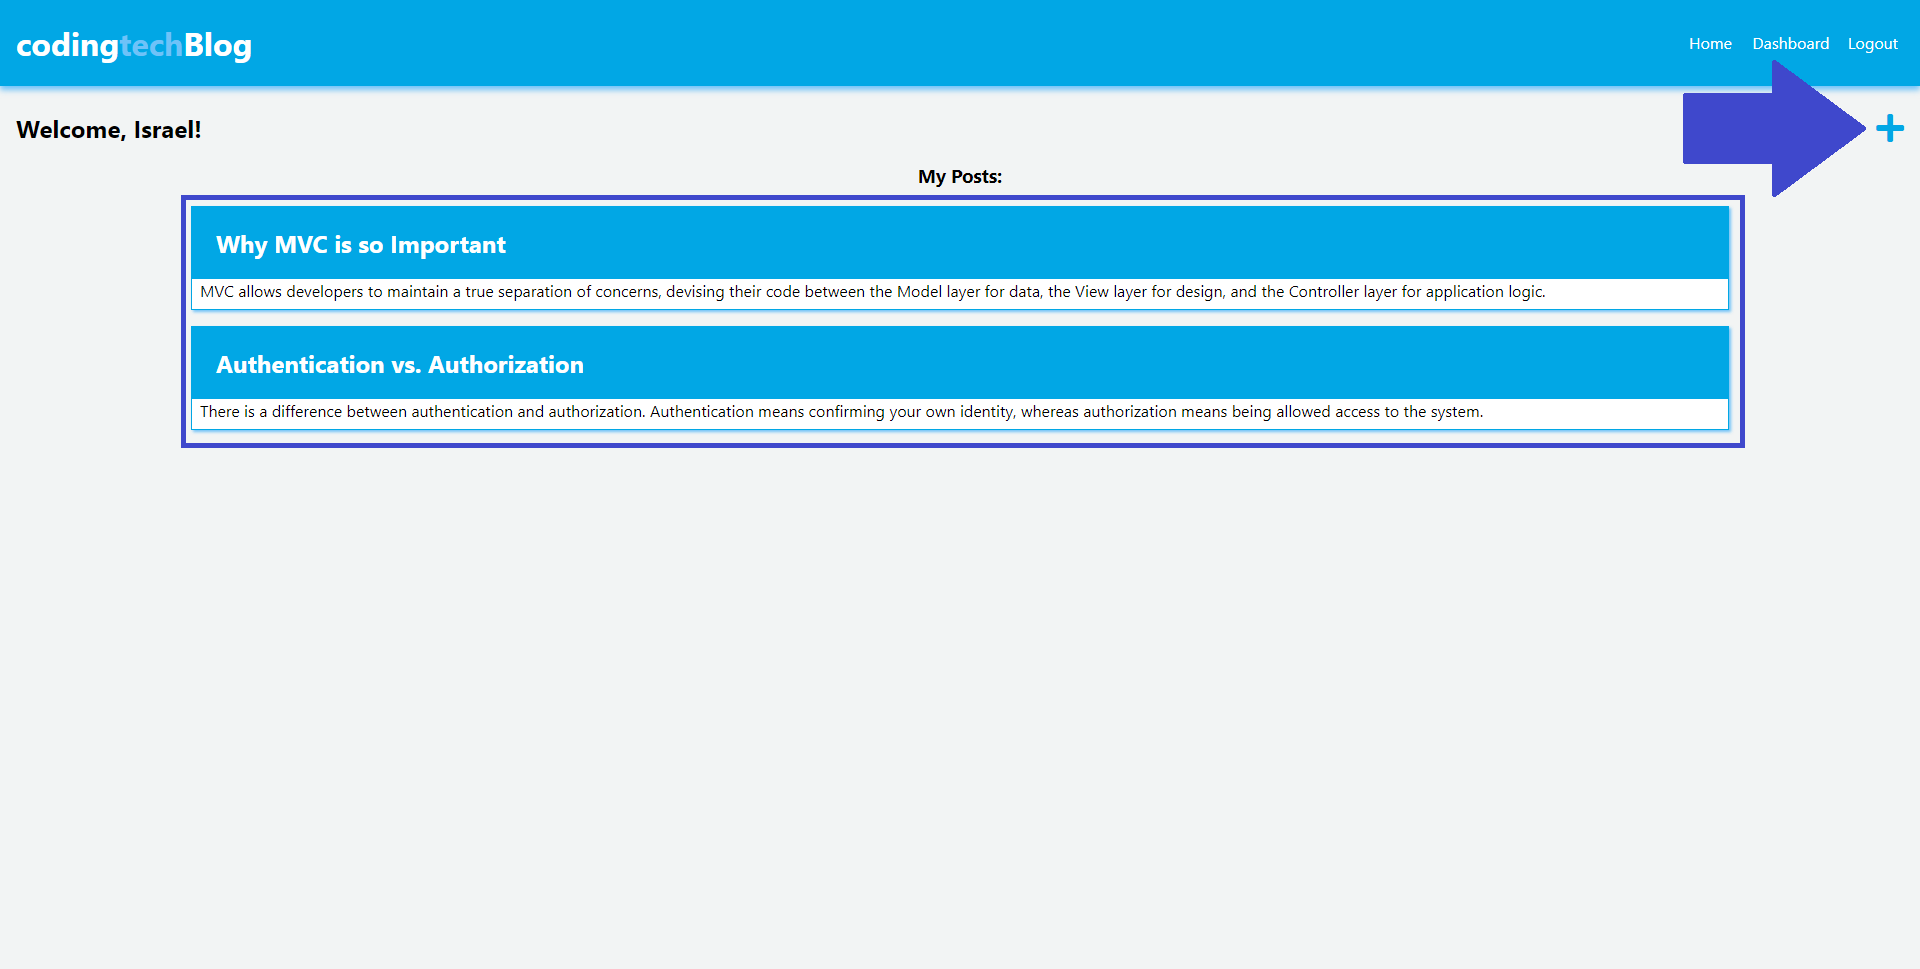 codingtechBlog
Home Dashboard Logout
Welcome, Israel!
My Posts:
Why MVC is so Important
MVC allows developers to maintain a true separation of concerns, devising their code between the Model layer for data, the View layer for design, and the Controller layer for application logic.
Authentication vs. Authorization
There is a difference between authentication and authorization. Authentication means confirming your own identity, whereas authorization means being allowed access to the system.